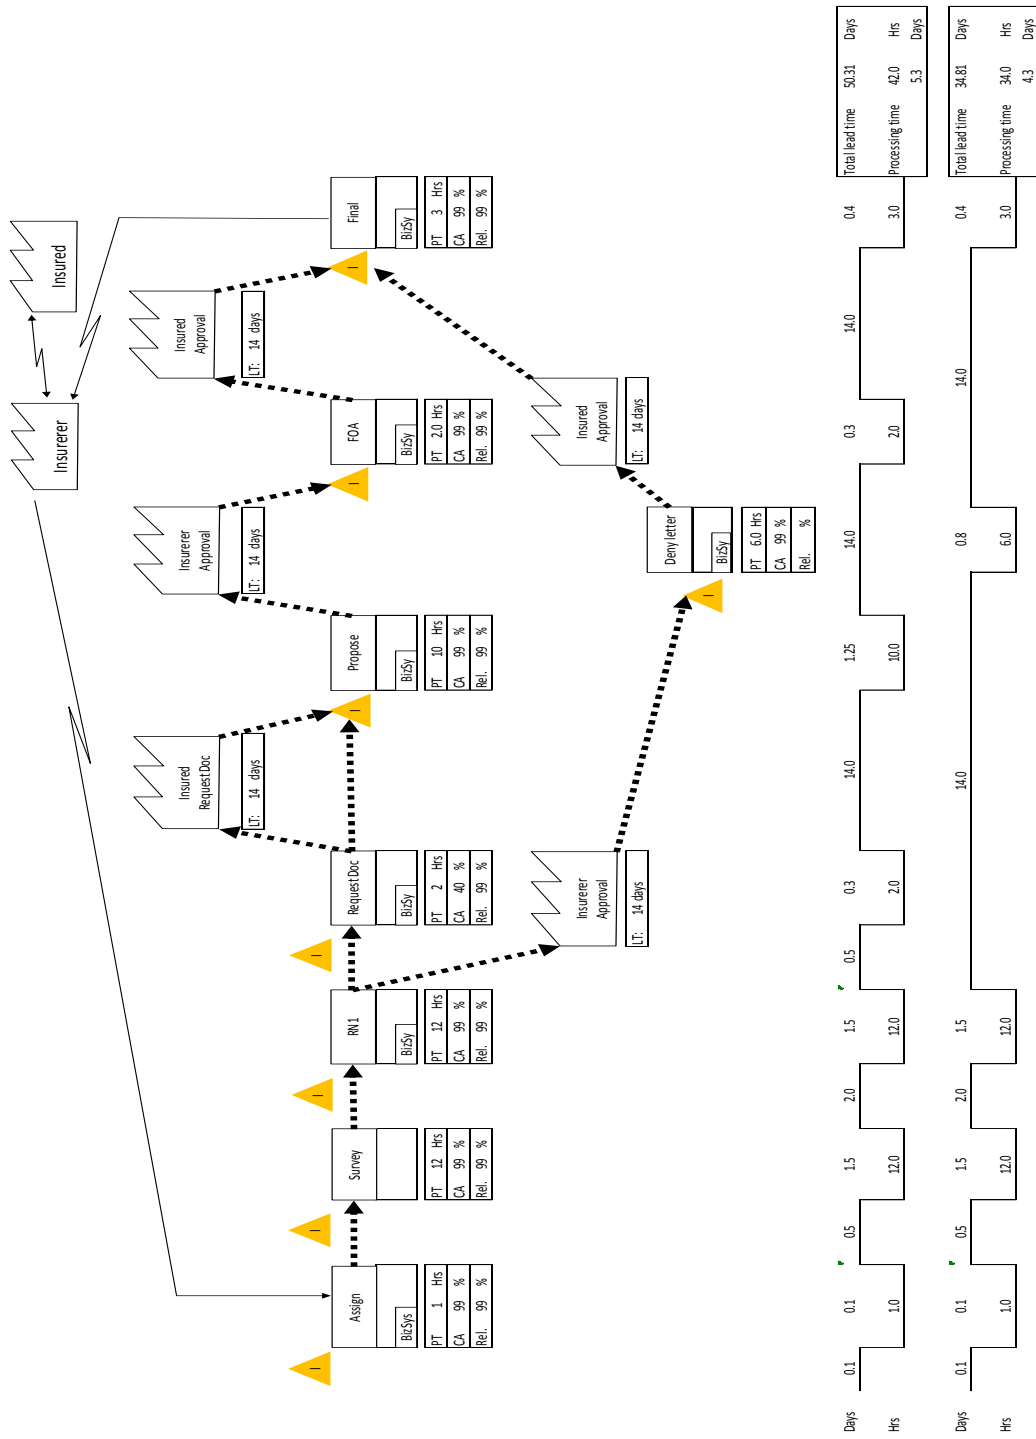 Insurerer
Insured
Insured
Request Doc
LT: 14 days
Insurerer
Approval
LT: 14 days
Insured
Approval
LT: 14 days
I
I
I
I
I
I
I
Assign
BizSys
PT 1 Hrs
CA 99 %
Rel. 99 %
Survey
PT 12 Hrs
CA 99 %
Rel. 99 %
RN1
BizSy
PT 12 Hrs
CA 99 %
Rel. 99 %
Request Doc
BizSy
PT 2 Hrs
CA 40 %
Rel. 99 %
Propose
BizSy
PT 10 Hrs
CA 99 %
Rel. 99 %
FOA
BizSy
PT 2.0 Hrs
CA 99 %
Rel. 99 %
Final
BizSy
PT 3 Hrs
CA 99 %
Rel. 99 %
Insurerer
Approval
LT: 14 days
I
Deny letter
BizSy
PT 6.0 Hrs
CA 99 %
Rel. %
Insured
Approval
LT: 14 days
Days 0.1 0.1 0.5 1.5 2.0 1.5 0.5 0.3 14.0 1.25 14.0 0.3 14.0 0.4
Hrs 1.0 12.0 12.0 2.0 10.0 2.0 3.0
Total lead time 50.31 Days
Processing time 42.0 Hrs
5.3 Days
Days 0.1 0.1 0.5 1.5 2.0 1.5 14.0 0.8 14.0 0.4
Hrs 1.0 12.0 12.0 6.0 3.0
Total lead time 34.81 Days
Processing time 34.0 Hrs
4.3 Days